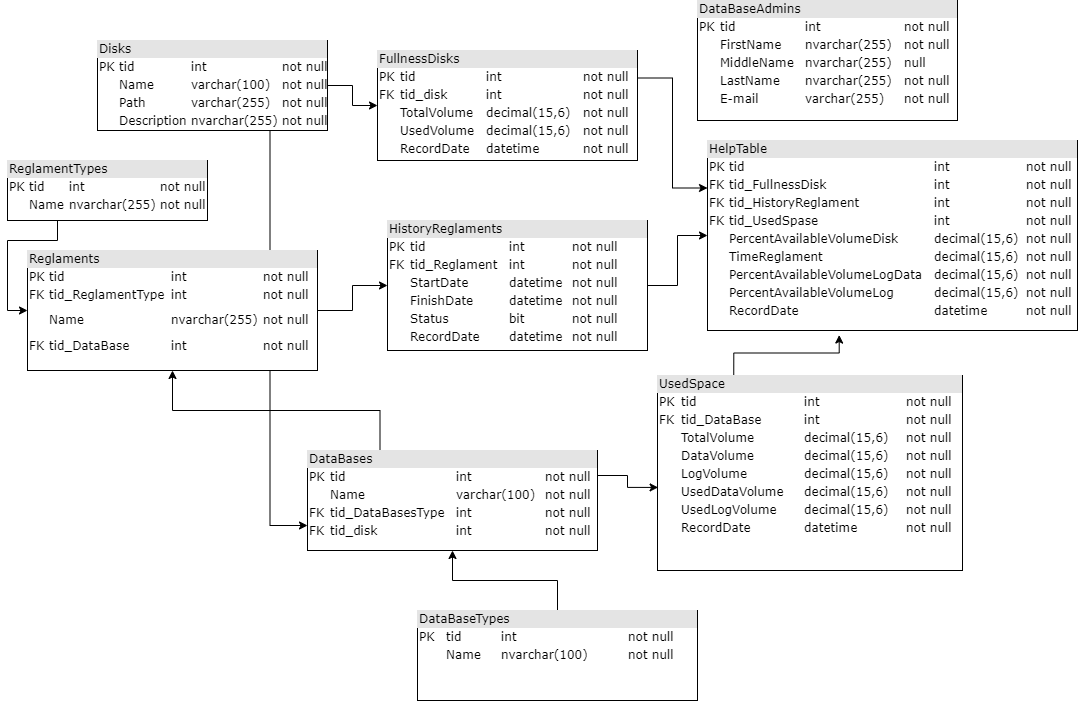 DataBaseAdmins
PK tid int not null
FirstName nvarchar(255) not null
MiddleName nvarchar(255) null
LastName nvarchar(255) not null
E-mail varchar(255) not null
Disks
PK tid int not null
Name varchar(100) not null
Path varchar(255) not null
Description nvarchar(255) not null
FullnessDisks
PK tid int not null
FK tid_disk int not null
TotalVolume decimal(15,6) not null
UsedVolume decimal(15,6) not null
RecordDate datetime not null
HelpTable
PK tid int not null
FK tid_FullnessDisk int not null
FK tid_HistoryReglament int not null
FK tid_UsedSpase int not null
PercentAvailableVolumeDisk decimal(15,6) not null
TimeReglament decimal(15,6) not null
PercentAvailableVolumeLogData decimal(15,6) not null
PercentAvailableVolumeLog decimal(15,6) not null
RecordDate datetime not null
ReglamentTypes
PK tid int not null
Name nvarchar(255) not null
HistoryReglaments
PK tid int not null
FK tid_Reglament int not null
StartDate datetime not null
FinishDate datetime not null
Status bit not null
RecordDate datetime not null
Reglaments
PK tid int not null
FK tid_ReglamentType int not null
Name nvarchar(255) not null
FK tid_DataBase int not null
UsedSpace
PK tid int not null
FK tid_DataBase int not null
TotalVolume decimal(15,6) not null
DataVolume decimal(15,6) not null
LogVolume decimal(15,6) not null
UsedDataVolume decimal(15,6) not null
UsedLogVolume decimal(15,6) not null
RecordDate datetime not null
DataBases
PK tid int not null
Name varchar(100) not null
FK tid_DataBasesType int not null
FK tid_disk int not null
DataBaseTypes
PK tid int not null
Name nvarchar(100) not null